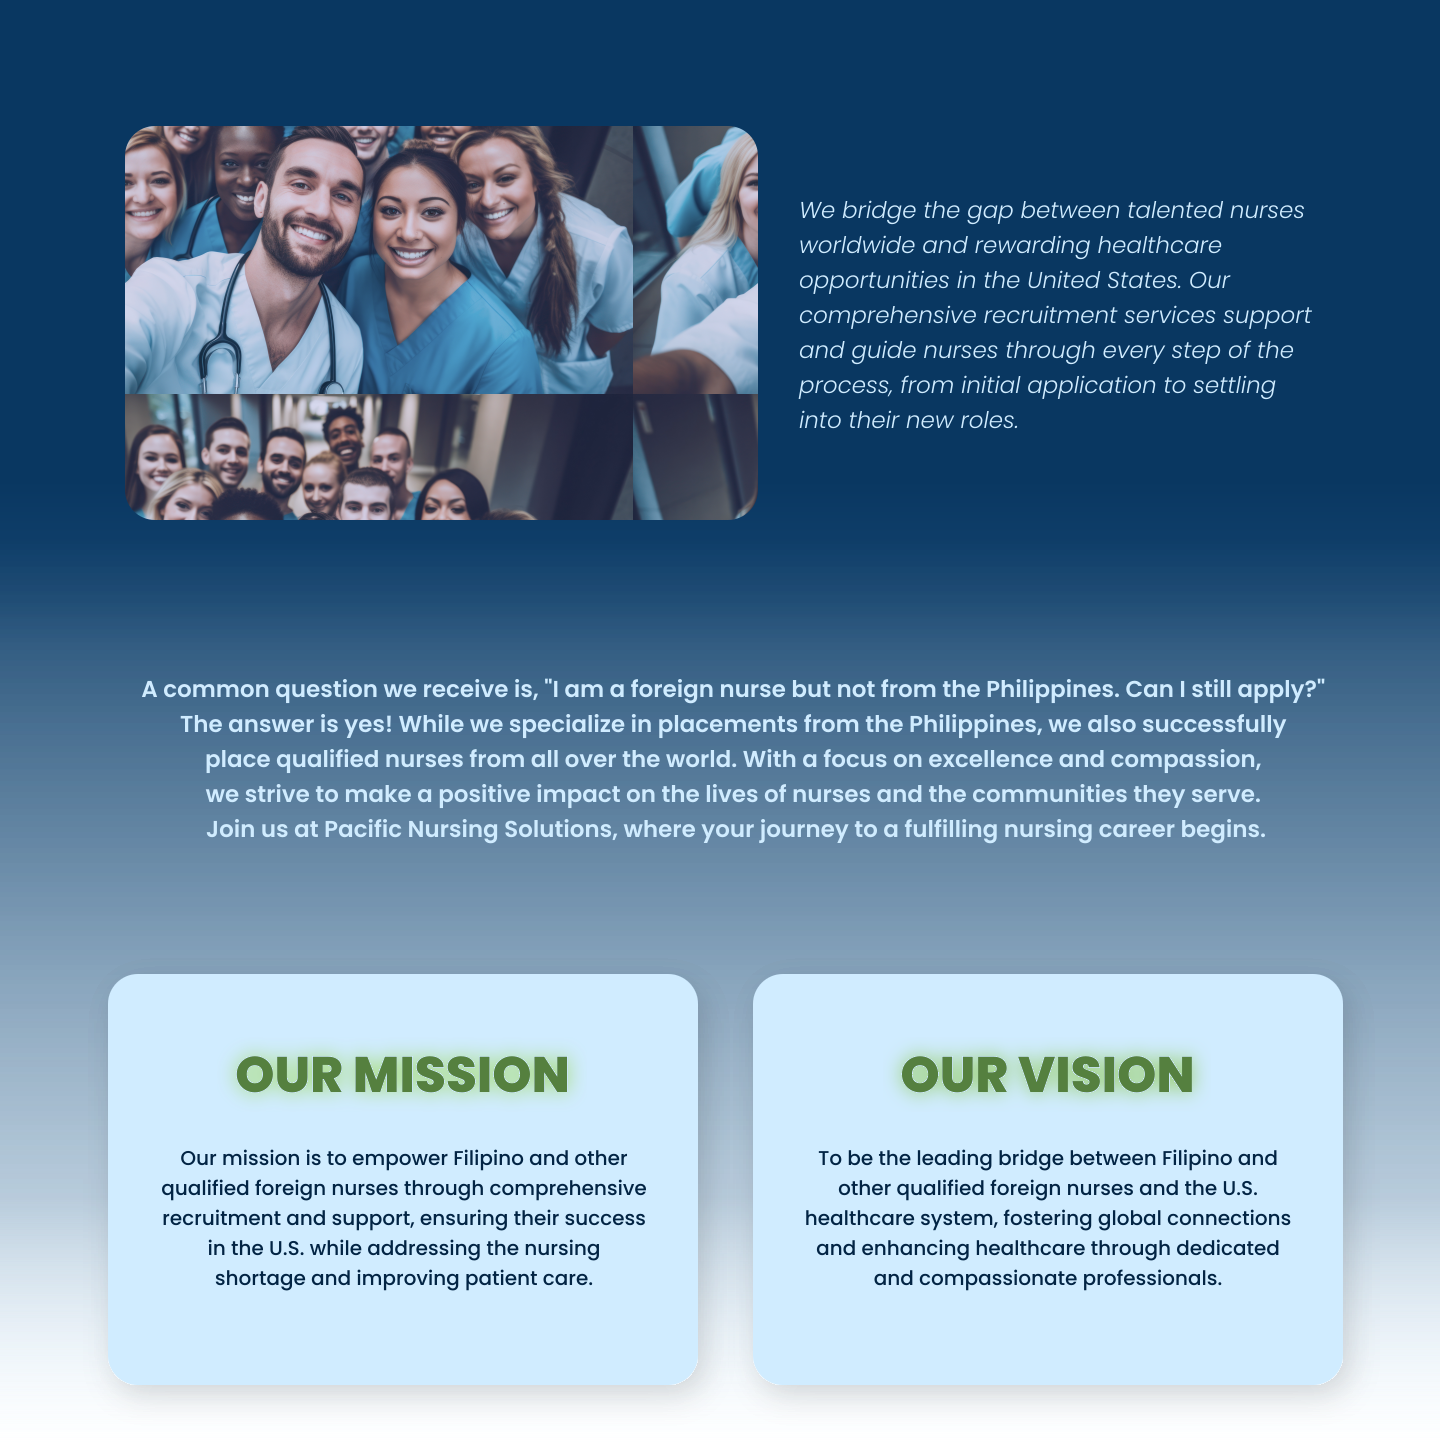 We bridge the gap between talented nurses
worldwide and rewarding healthcare
opportunities in the United States. Our
comprehensive recruitment services support
and guide nurses through every step of the
process, from initial application to settling
into their new roles.
A common question we receive is, "I am a foreign nurse but not from the Philippines. Can I still apply?"
The answer is yes! While we specialize in placements from the Philippines, we also successfully
place qualified nurses from all over the world. With a focus on excellence and compassion,
we strive to make a positive impact on the lives of nurses and the communities they serve.
Join us at Pacific Nursing Solutions, where your journey to a fulfilling nursing career begins.
OUR MISSION
Our mission is to empower Filipino and other
qualified foreign nurses through comprehensive
recruitment and support, ensuring their success
in the U.S. while addressing the nursing
shortage and improving patient care.
OUR VISION
To be the leading bridge between Filipino and
other qualified foreign nurses and the U.S.
healthcare system, fostering global connections
and enhancing healthcare through dedicated
and compassionate professionals.